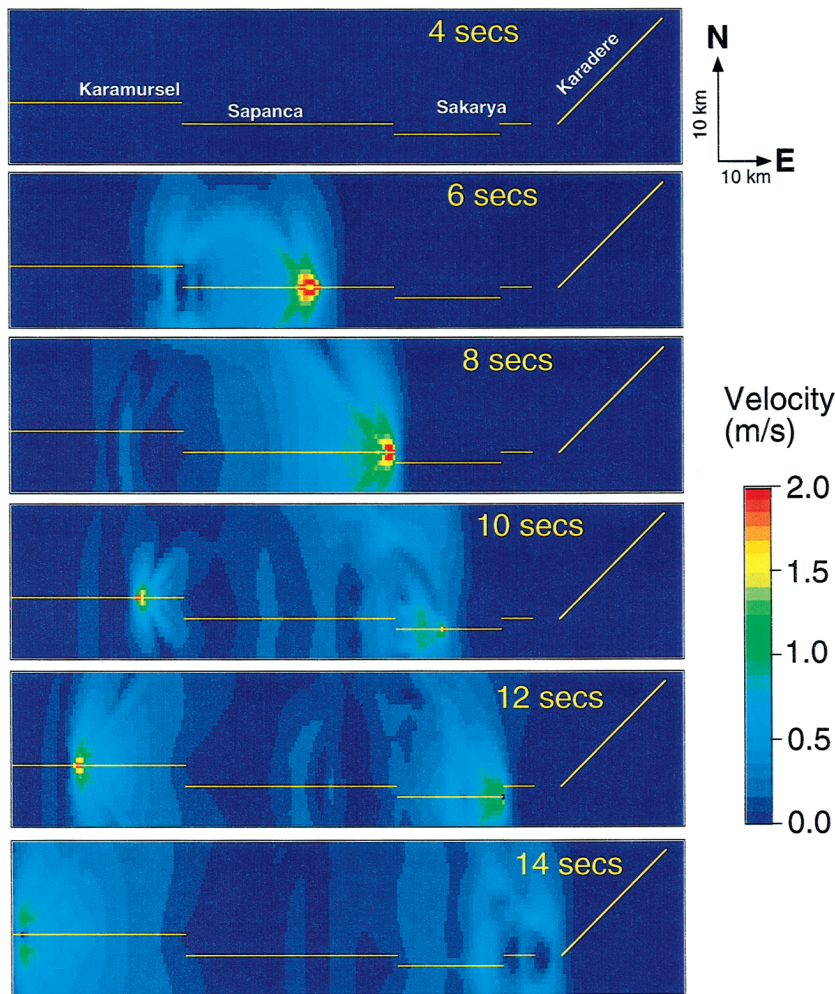 4 secs
Karamursel
Sapanca
Sakarya
Karadere
N
10 km
E
10 km
6 secs
8 secs
Velocity
(m/s)
2.0
1.5
1.0
0.5
0.0
10 secs
12 secs
14 secs